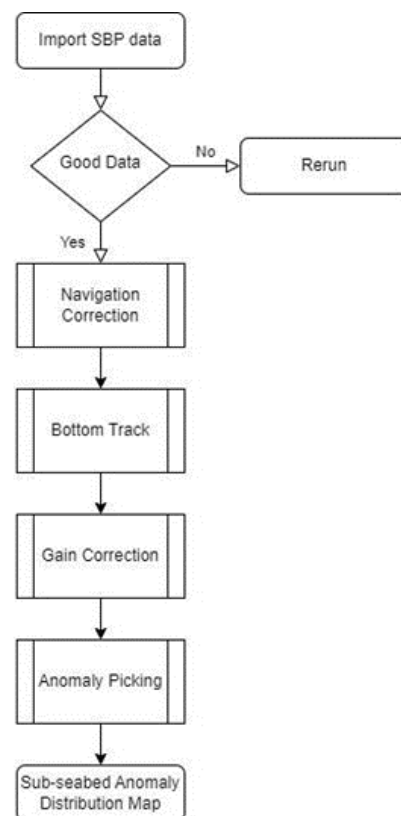 Import SBP data
Good Data
No
Rerun
Yes
Navigation
Correction
Bottom Track
Gain Correction
Anomaly Picking
Sub-seabed Anomaly
Distribution Map